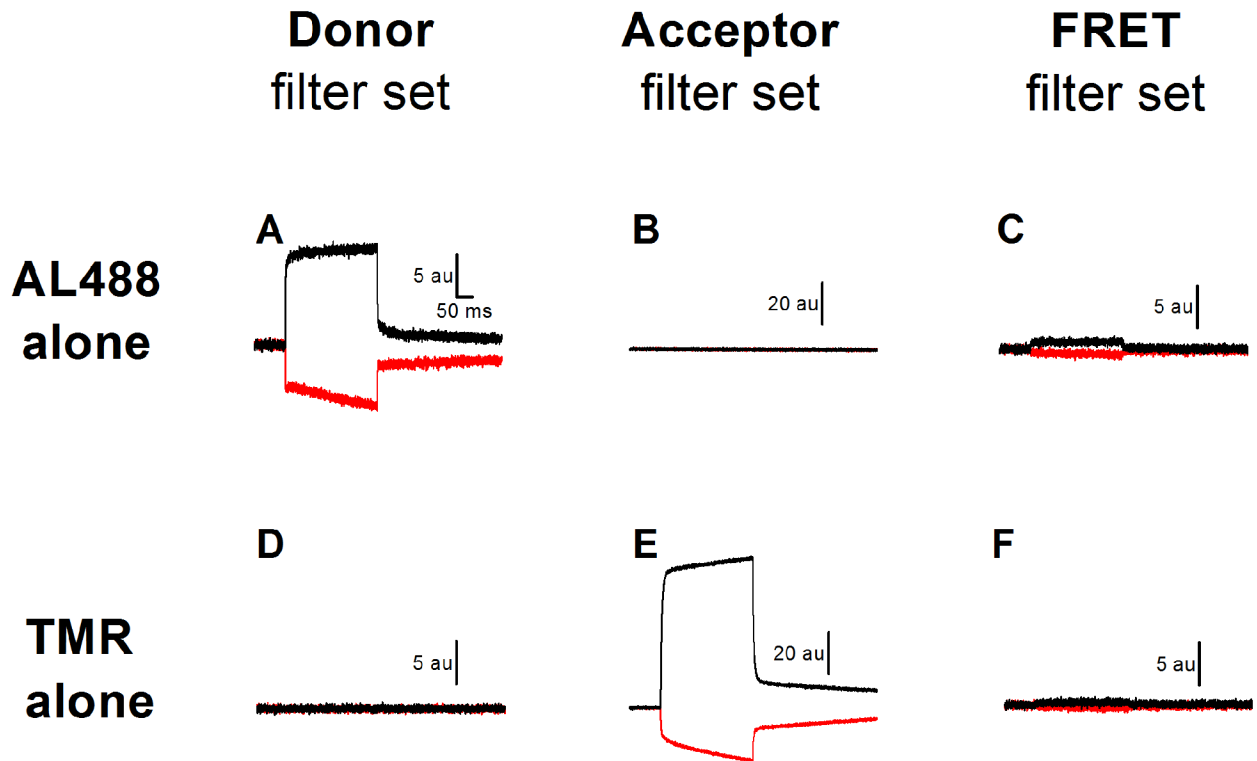 Donor
filter set
Acceptor
filter set
FRET
filter set
AL488
alone
A
5 au
50 ms
B
20 au
C
5 au
TMR
alone
D
5 au
E
20 au
F
5 au